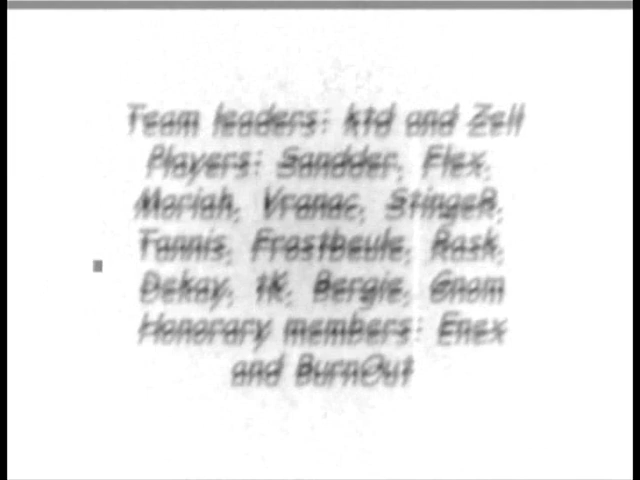 Team leaders: ktd and Zell
Players: Sandder, Flex,
Moriah, Vranac, StingeR,
Tannis, Frostbeule, Rask,
Dekay, tK, Bergie, Gnom
Honorary members: Enex
and BurnOut